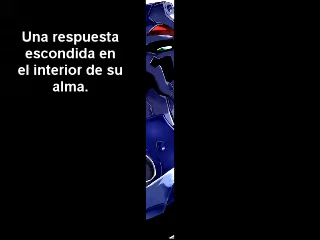 Una respuesta
escondida en
el interior de su
alma.